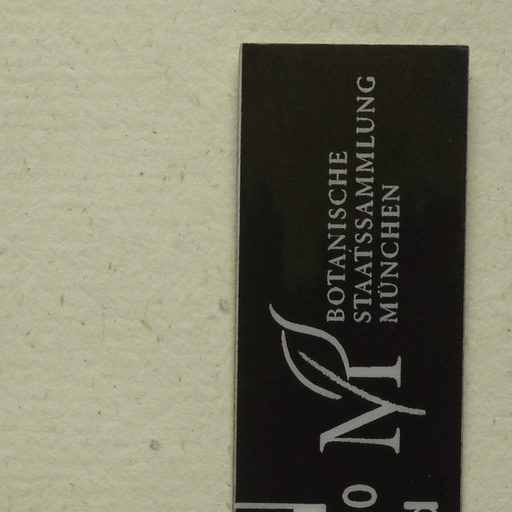 BOTANISCHE
STAATSSAMMLUNG
MÜNCHEN
M